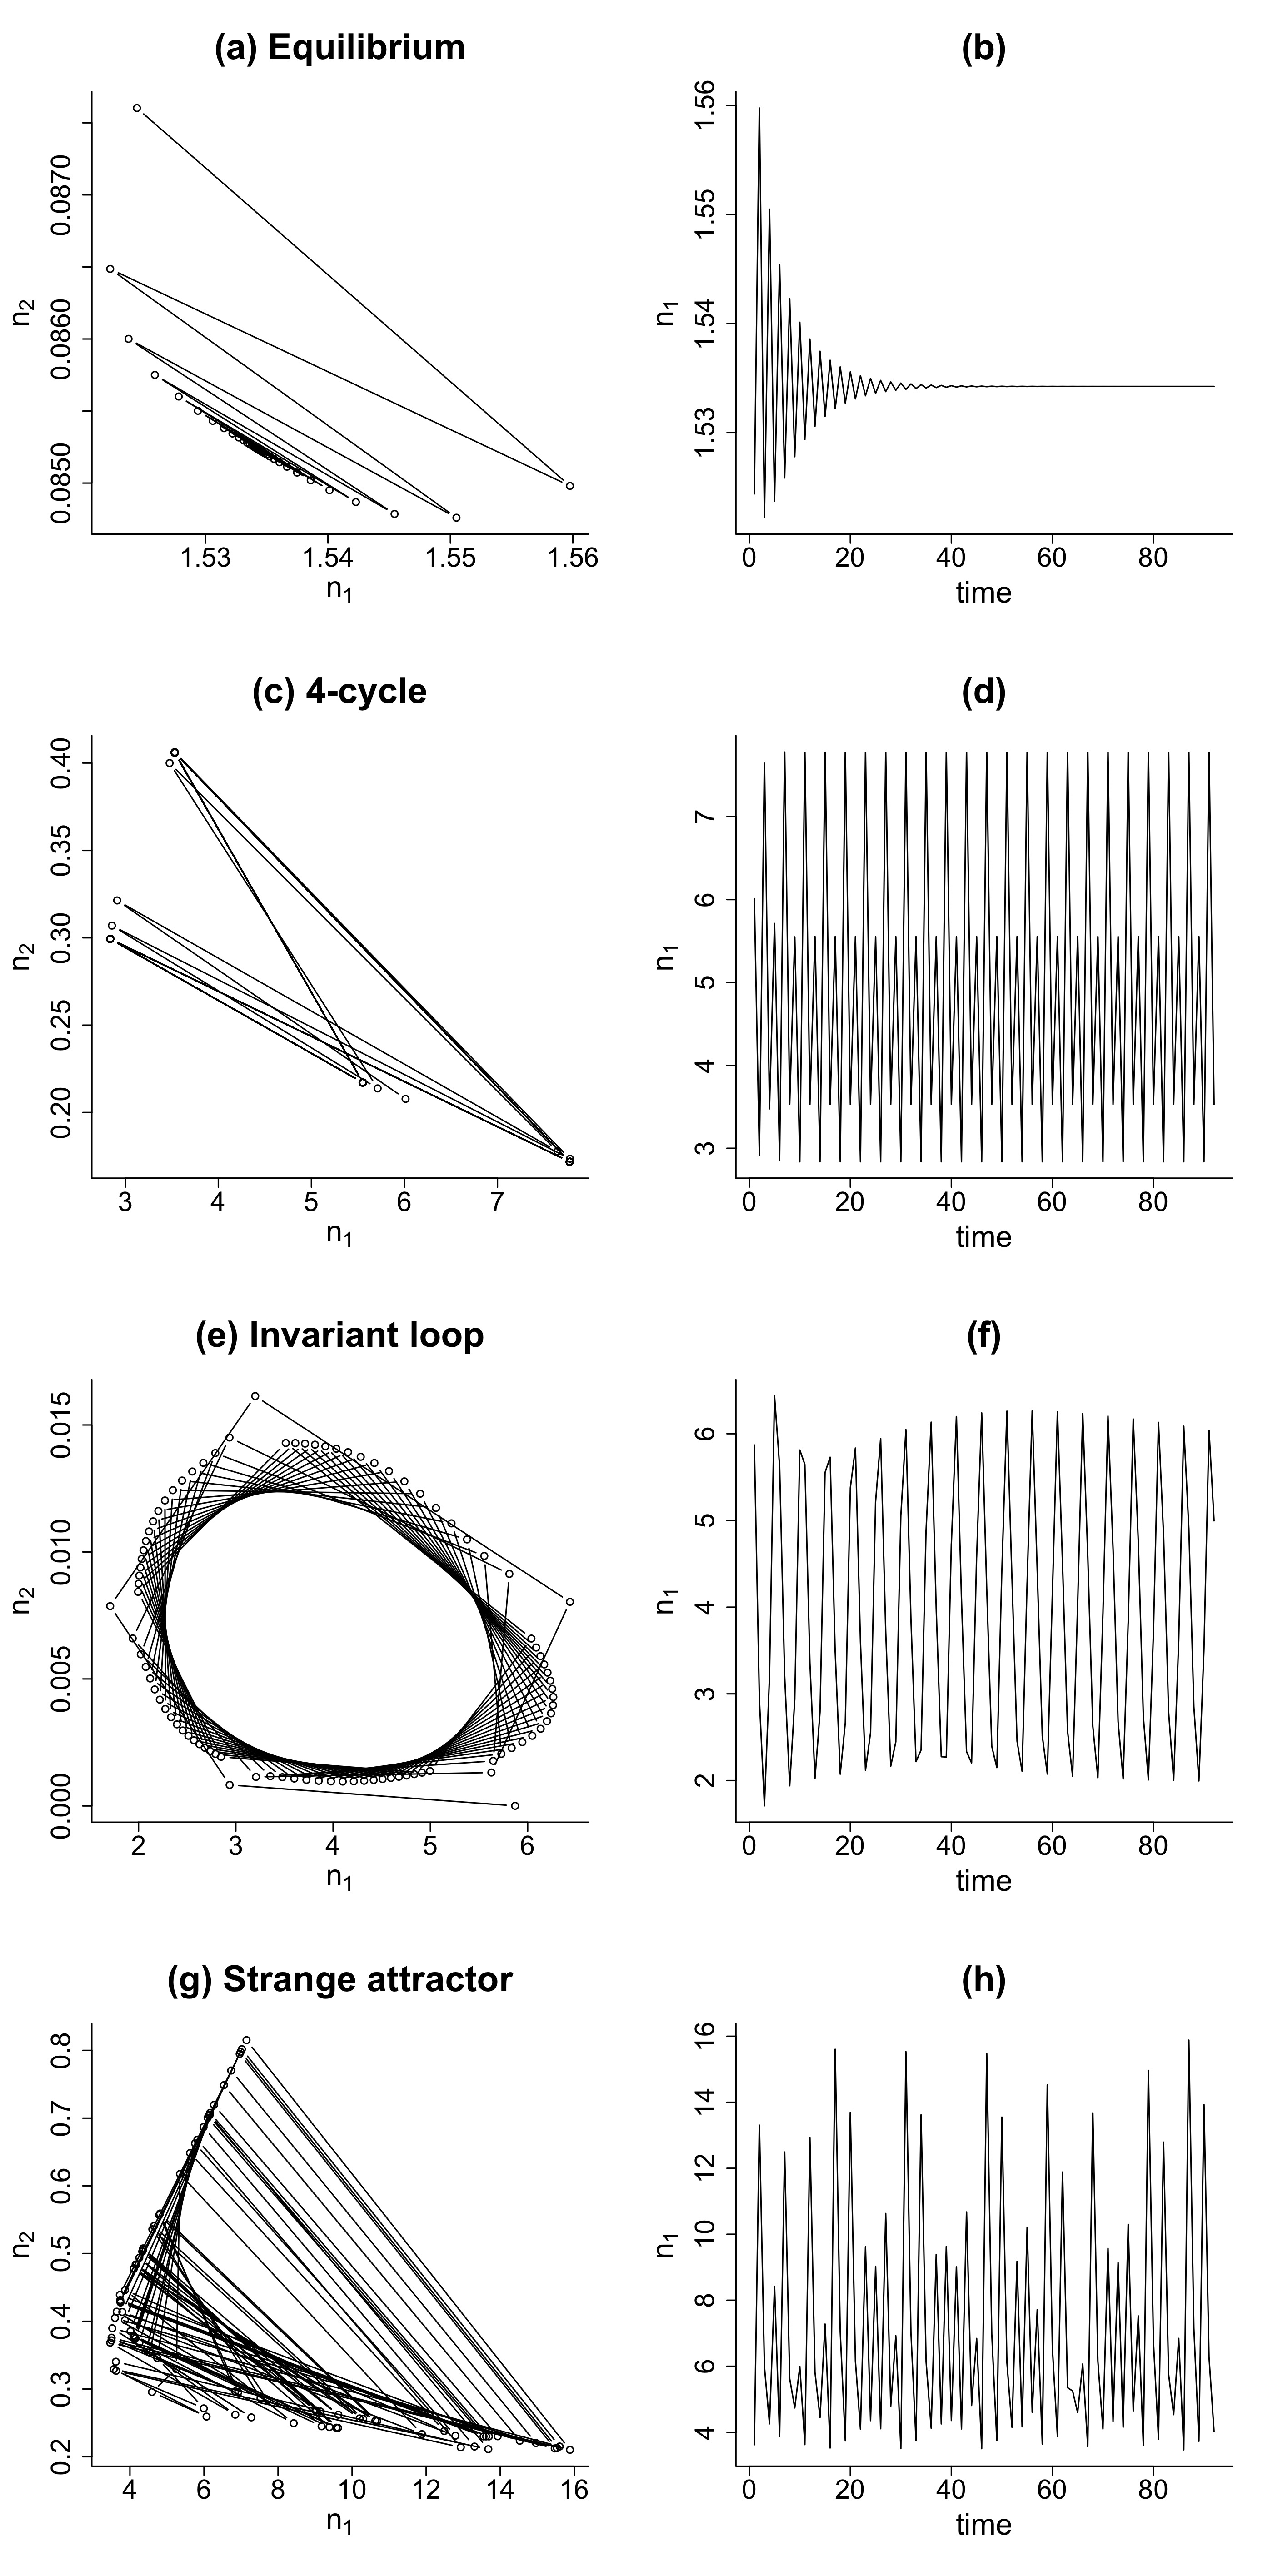 (a) Equilibrium
n1
n2
1.53 1.54 1.55 1.56
0.0850 0.0860 0.0870
(b)
n1
time
0 20 40 60 80
1.53 1.54 1.55 1.56
(c) 4-cycle
n1
n2
3 4 5 6 7
0.20 0.25 0.30 0.35 0.40
(d)
n1
time
0 20 40 60 80
3 4 5 6 7
(e) Invariant loop
n1
n2
2 3 4 5 6
0.000 0.005 0.010 0.015
(f)
n1
time
0 20 40 60 80
2 3 4 5 6
(g) Strange attractor
n1
n2
4 6 8 10 12 14 16
0.2 0.3 0.4 0.5 0.6 0.7 0.8
(h)
n1
time
0 20 40 60 80
4 6 8 10 12 14 16